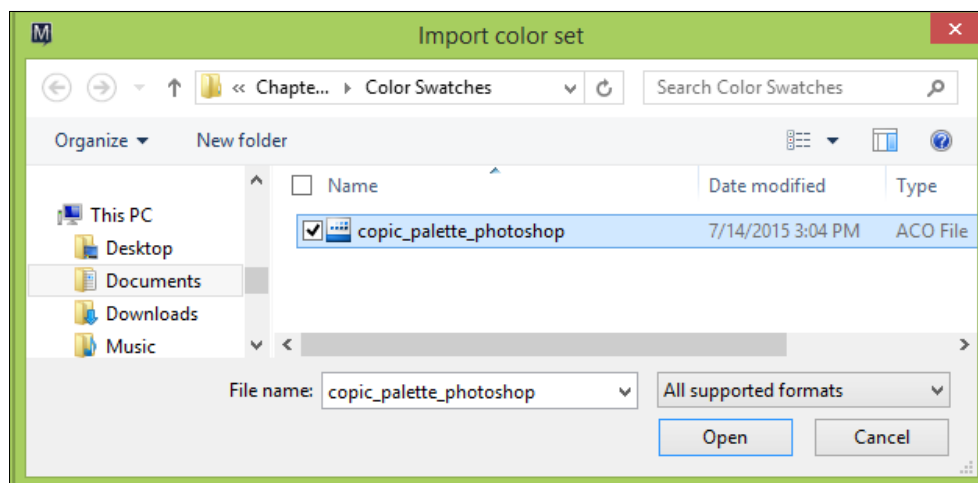 Import color set
« Chapte... Color Swatches
Search Color Swatches
Organize
New folder
Name
Date modified
Type
This PC
Desktop
Documents
Downloads
Music
copic_palette_photoshop
7/14/2015 3:04 PM
ACO File
File name: copic_palette_photoshop
All supported formats
Open
Cancel